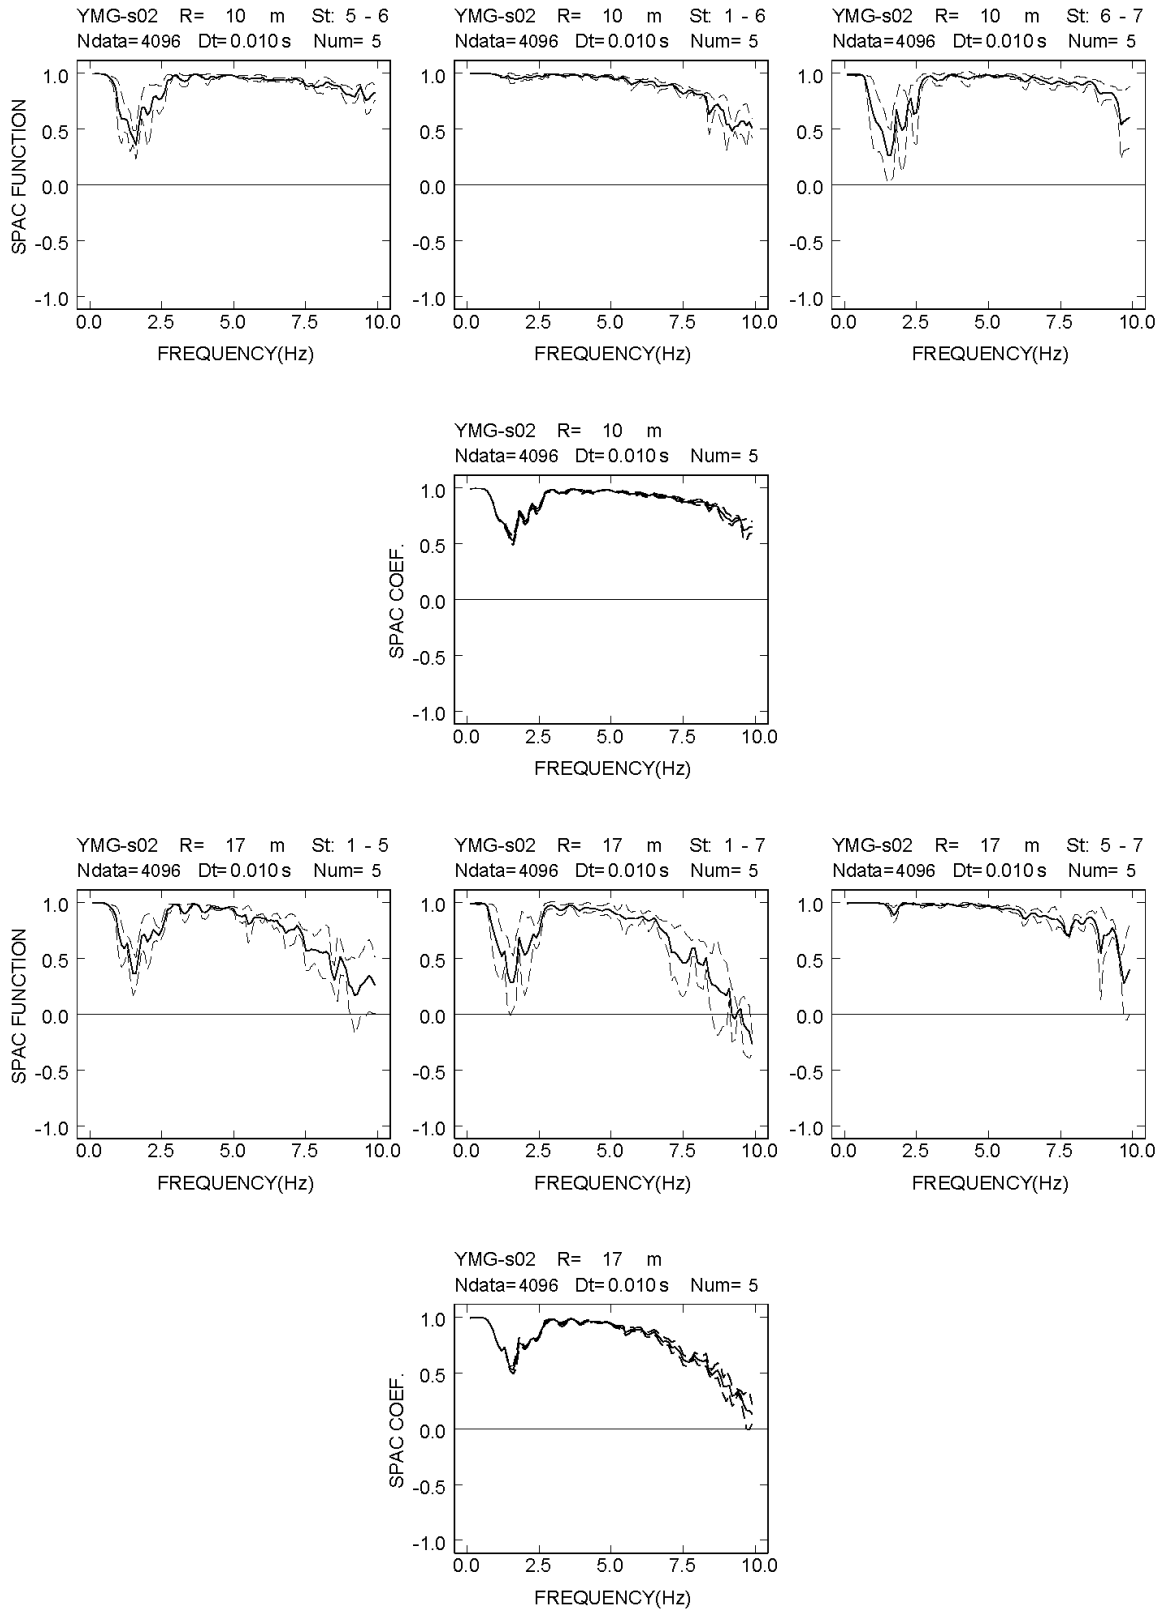 YMG-s02 R= 10 m St: 5 - 6
Ndata=4096 Dt=0.010 s Num= 5
YMG-s02 R= 10 m St: 1 - 6
Ndata=4096 Dt=0.010 s Num= 5
YMG-s02 R= 10 m St: 6 - 7
Ndata=4096 Dt=0.010 s Num= 5
SPAC FUNCTION
1.0
0.5
0.0
-0.5
-1.0
0.0 2.5 5.0 7.5 10.0
FREQUENCY(Hz)
1.0
0.5
0.0
-0.5
-1.0
0.0 2.5 5.0 7.5 10.0
FREQUENCY(Hz)
1.0
0.5
0.0
-0.5
-1.0
0.0 2.5 5.0 7.5 10.0
FREQUENCY(Hz)
YMG-s02 R= 10 m
Ndata=4096 Dt=0.010 s Num= 5
SPAC COEF.
1.0
0.5
0.0
-0.5
-1.0
0.0 2.5 5.0 7.5 10.0
FREQUENCY(Hz)
YMG-s02 R= 17 m St: 1 - 5
Ndata=4096 Dt=0.010 s Num= 5
YMG-s02 R= 17 m St: 1 - 7
Ndata=4096 Dt=0.010 s Num= 5
YMG-s02 R= 17 m St: 5 - 7
Ndata=4096 Dt=0.010 s Num= 5
SPAC FUNCTION
1.0
0.5
0.0
-0.5
-1.0
0.0 2.5 5.0 7.5 10.0
FREQUENCY(Hz)
1.0
0.5
0.0
-0.5
-1.0
0.0 2.5 5.0 7.5 10.0
FREQUENCY(Hz)
1.0
0.5
0.0
-0.5
-1.0
0.0 2.5 5.0 7.5 10.0
FREQUENCY(Hz)
YMG-s02 R= 17 m
Ndata=4096 Dt=0.010 s Num= 5
SPAC COEF.
1.0
0.5
0.0
-0.5
-1.0
0.0 2.5 5.0 7.5 10.0
FREQUENCY(Hz)